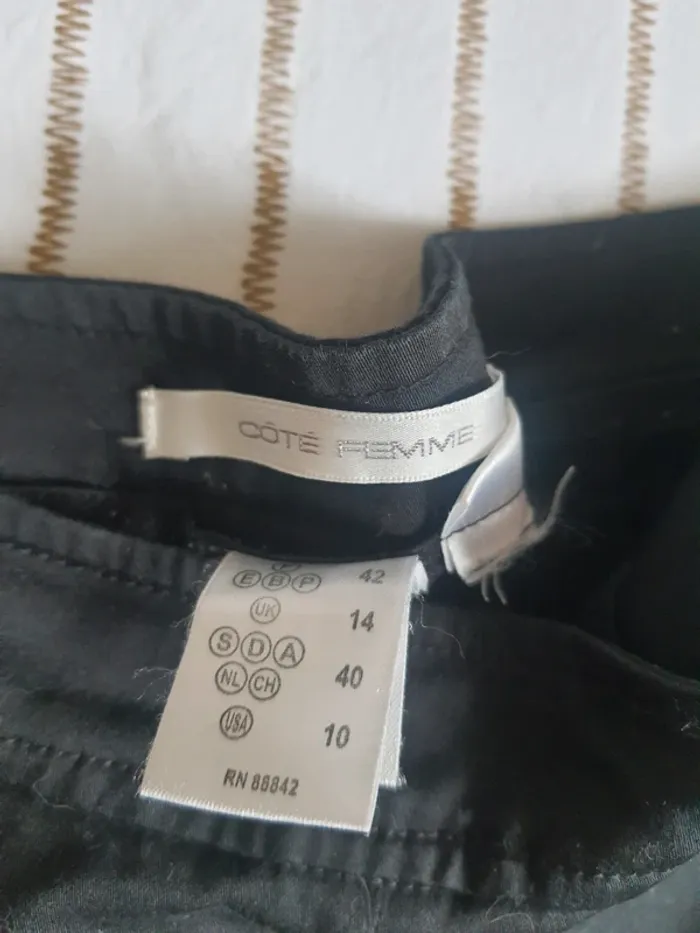 CÔTÉ FEMME
E B P 42
UK 14
S D A
NL CH 40
USA 10
RN 88842